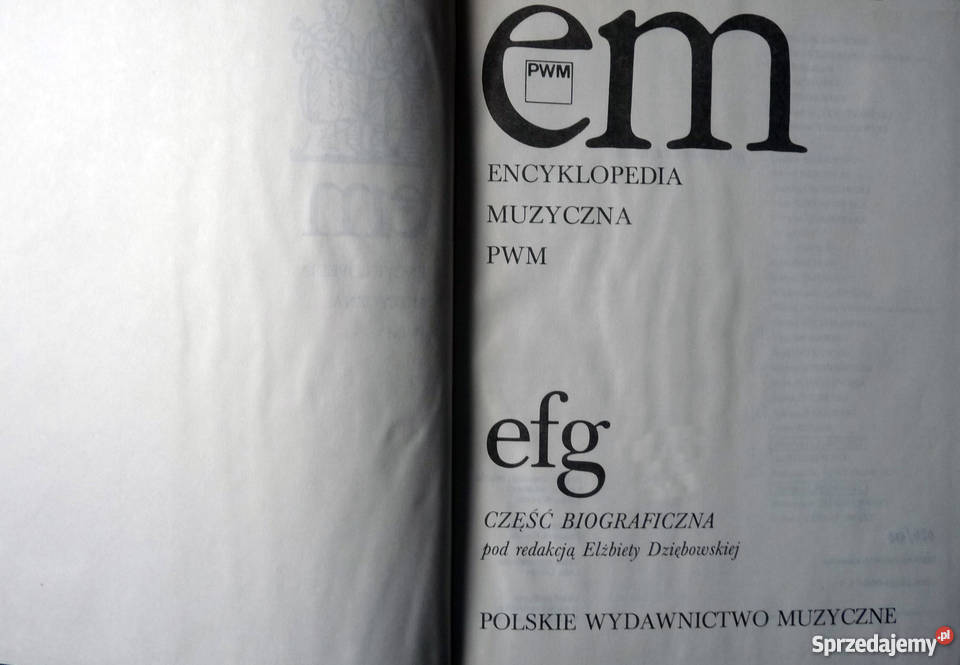 em
PWM
ENCYKLOPEDIA
MUZYCZNA
PWM
efg
CZĘŚĆ BIOGRAFICZNA
pod redakcją Elżbiety Dziębowskiej
POLSKIE WYDAWNICTWO MUZYCZNE
Sprzedajemy.pl